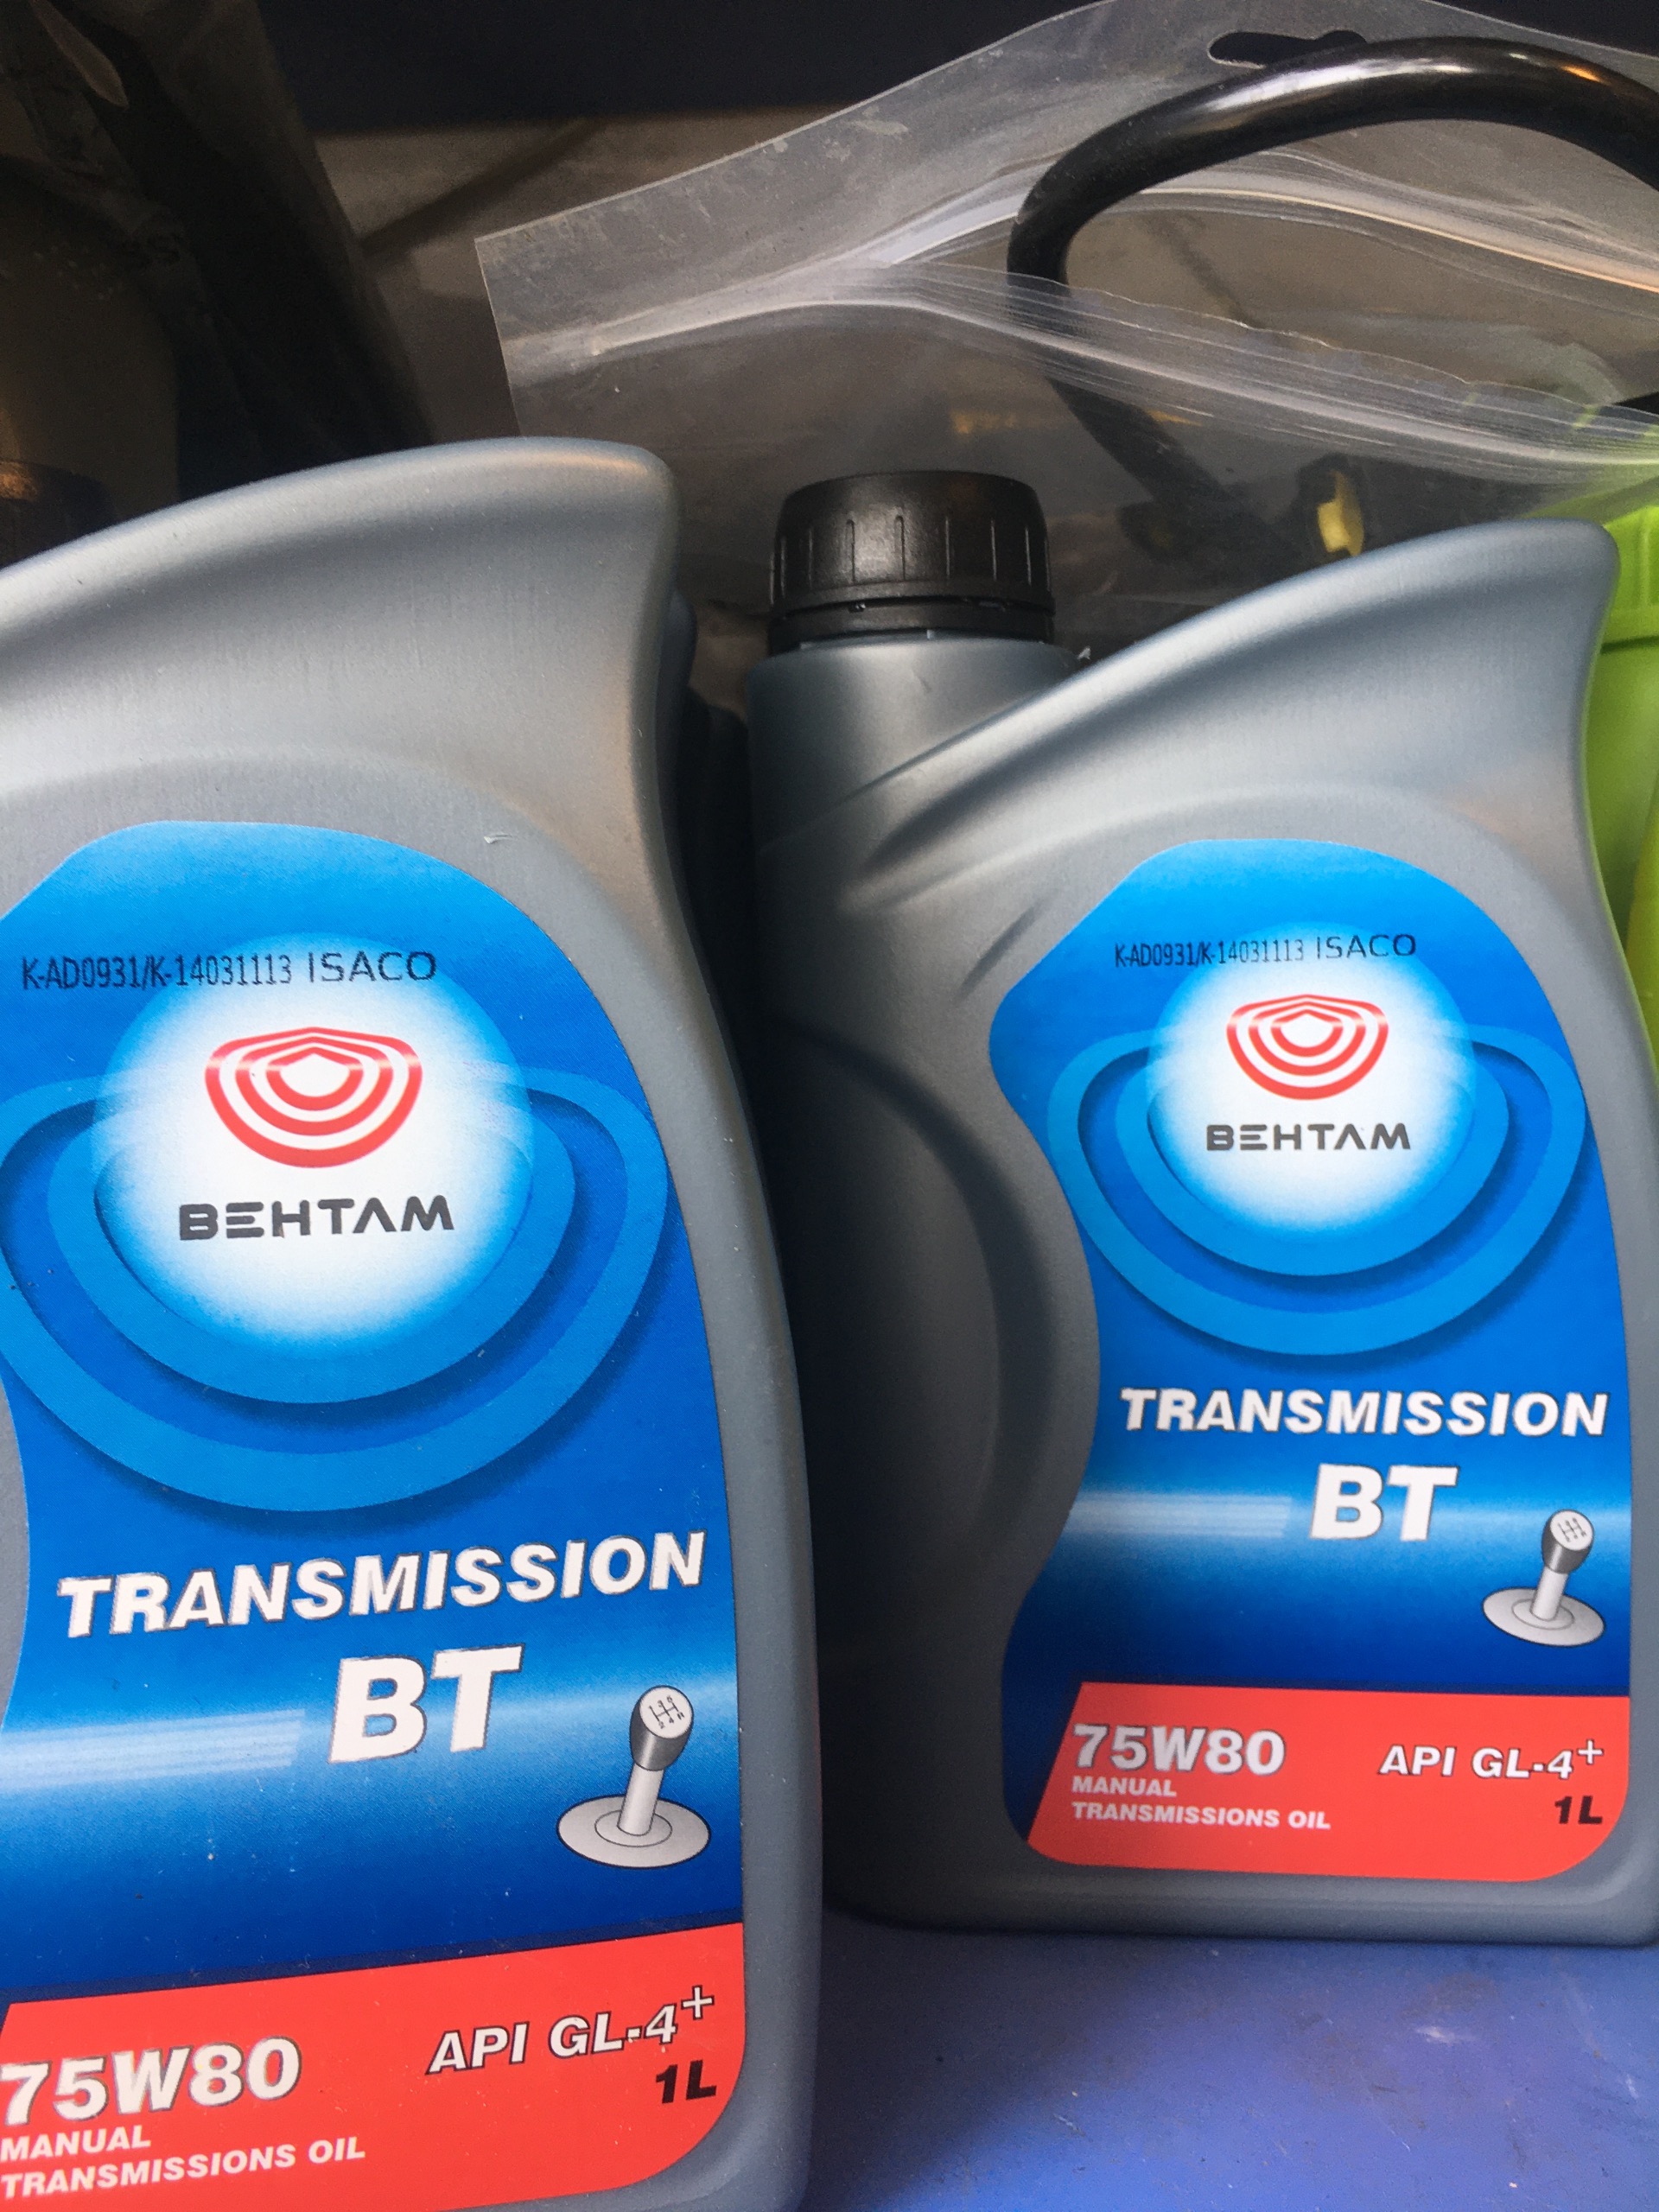 K-AD0931/K-14031113 ISACO
BEHTAM
TRANSMISSION
BT
75W80
API GL-4+
1L
MANUAL
TRANSMISSIONS OIL
K-AD0931/K-14031113 ISACO
BEHTAM
TRANSMISSION
BT
75W80
API GL-4+
MANUAL
1L
TRANSMISSIONS OIL